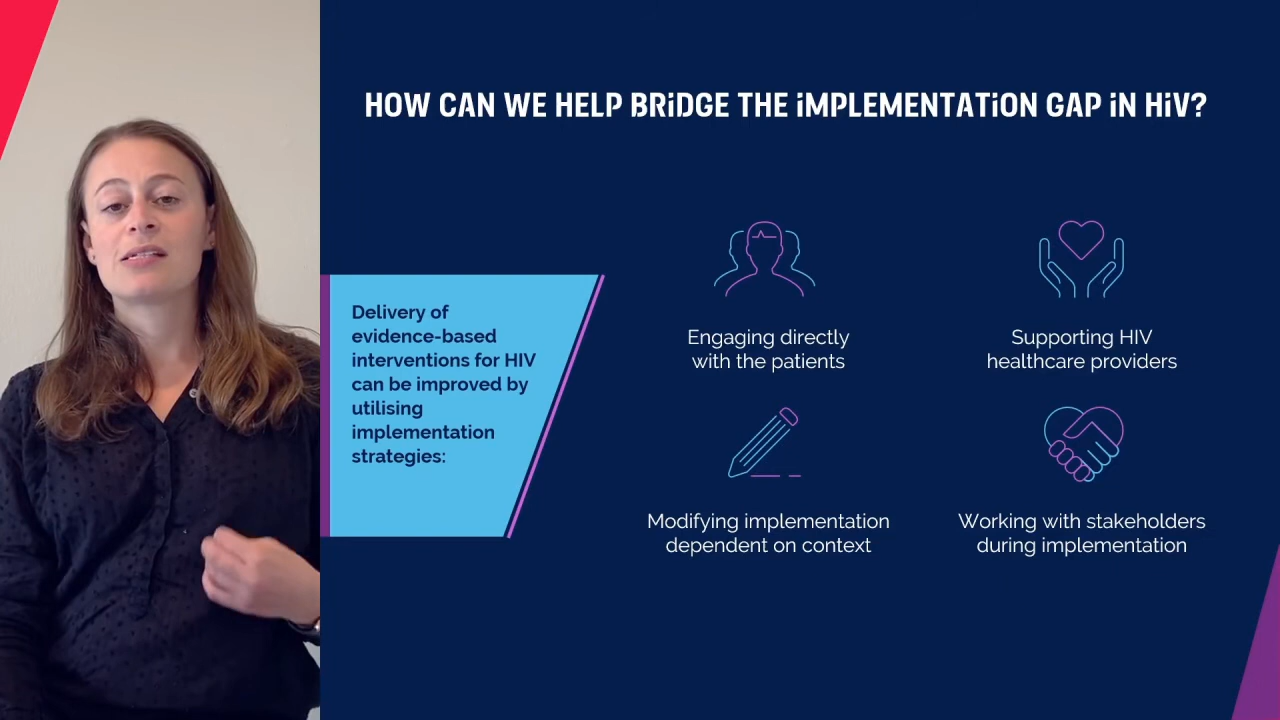 HOW CAN WE HELP BRiDGE THE iMPLEMENTATiON GAP iN HiV?
Delivery of
evidence-based
interventions for HIV
can be improved by
utilising
implementation
strategies:
Engaging directly
with the patients
Supporting HIV
healthcare providers
Modifying implementation
dependent on context
Working with stakeholders
during implementation